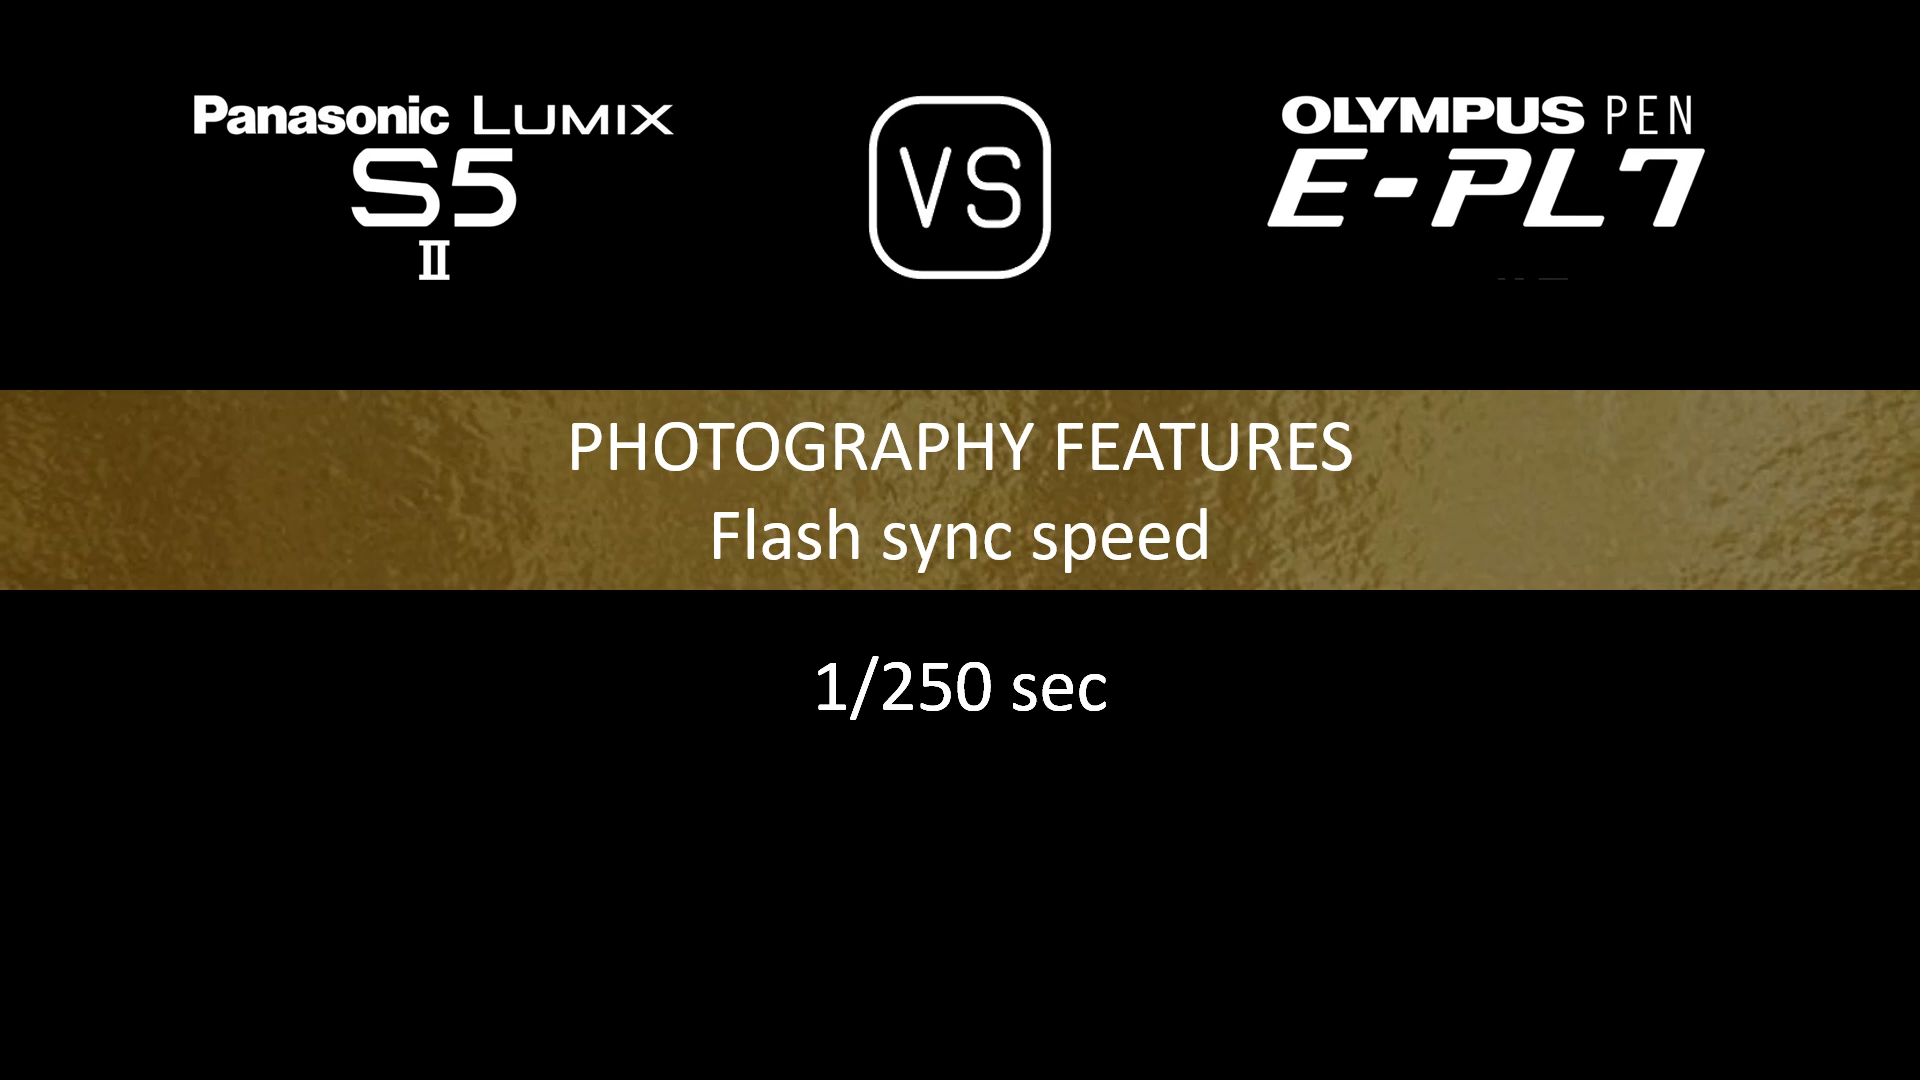 Panasonic LUMIX
S5
II
VS
OLYMPUS PEN
E-PL7
PHOTOGRAPHY FEATURES
Flash sync speed
1/250 sec